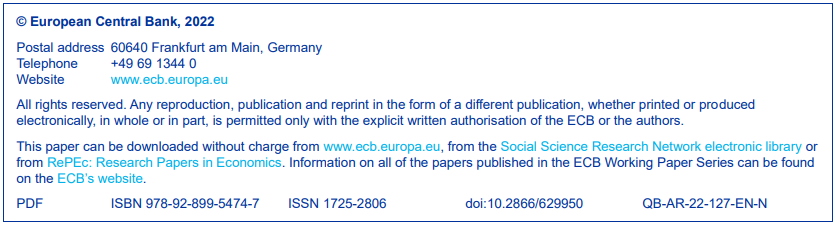 © European Central Bank, 2022
Postal address 60640 Frankfurt am Main, Germany
Telephone +49 69 1344 0
Website www.ecb.europa.eu
All rights reserved. Any reproduction, publication and reprint in the form of a different publication, whether printed or produced
electronically, in whole or in part, is permitted only with the explicit written authorisation of the ECB or the authors.
This paper can be downloaded without charge from www.ecb.europa.eu, from the Social Science Research Network electronic library or
from RePEc: Research Papers in Economics. Information on all of the papers published in the ECB Working Paper Series can be found
on the ECB’s website.
PDF ISBN 978-92-899-5474-7 ISSN 1725-2806 doi:10.2866/629950 QB-AR-22-127-EN-N